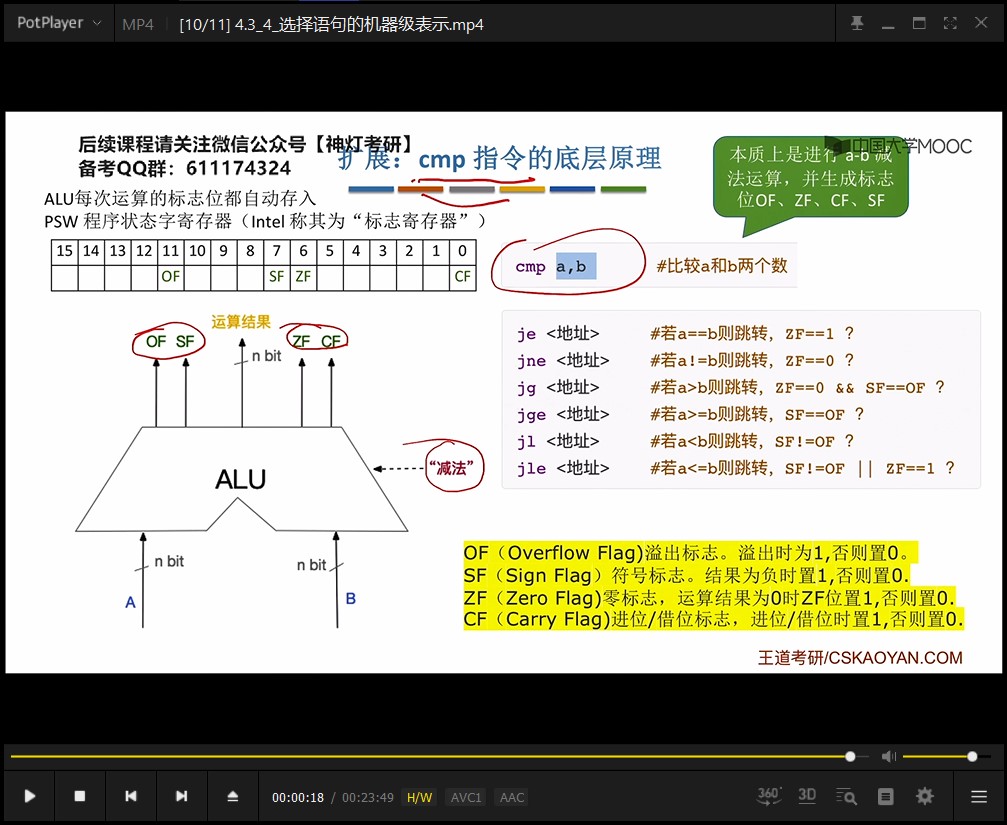 PotPlayer MP4 [10/11] 4.3_4_选择语句的机器级表示.mp4
后续课程请关注微信公众号【神灯考研】
备考QQ群：611174324
扩展：cmp 指令的底层原理
中国大学MOOC
本质上是进行 a-b 减
法运算，并生成标志
位OF、ZF、CF、SF
ALU每次运算的标志位都自动存入
PSW 程序状态字寄存器（Intel 称其为“标志寄存器”）
15 14 13 12 11 10 9 8 7 6 5 4 3 2 1 0
OF SF ZF CF
cmp a,b #比较a和b两个数
运算结果
OF SF ZF CF
n bit
ALU
“减法”
n bit
n bit
A
B
je <地址> #若a==b则跳转，ZF==1 ?
jne <地址> #若a!=b则跳转，ZF==0 ?
jg <地址> #若a>b则跳转，ZF==0 && SF==OF ?
jge <地址> #若a>=b则跳转，SF==OF ?
jl <地址> #若a<b则跳转，SF!=OF ?
jle <地址> #若a<=b则跳转，SF!=OF || ZF==1 ?
OF（Overflow Flag)溢出标志。溢出时为1,否则置0。
SF（Sign Flag）符号标志。结果为负时置1,否则置0.
ZF（Zero Flag)零标志，运算结果为0时ZF位置1,否则置0.
CF（Carry Flag)进位/借位标志，进位/借位时置1,否则置0.
王道考研/CSKAOYAN.COM
00:00:18 / 00:23:49 H/W AVC1 AAC
360° 3D